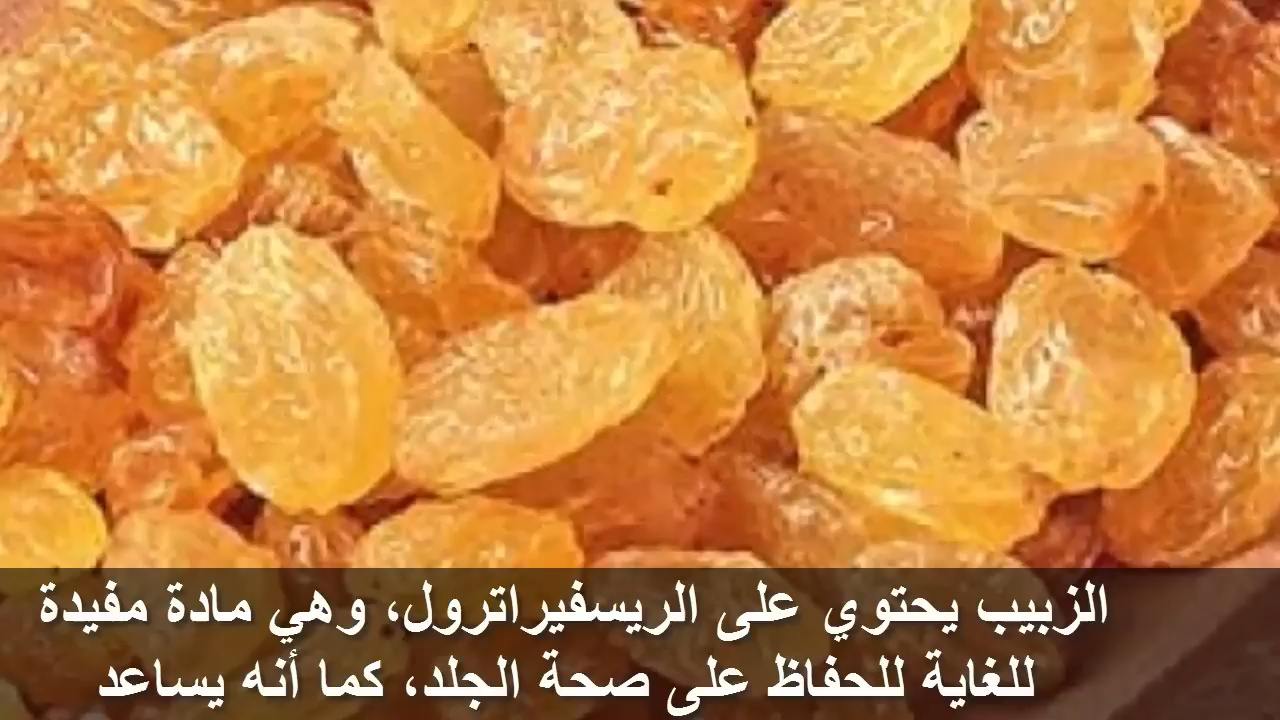 الزبيب يحتوي على الريسفيراترول، وهي مادة مفيدة
للغاية للحفاظ على صحة الجلد، كما أنه يساعد